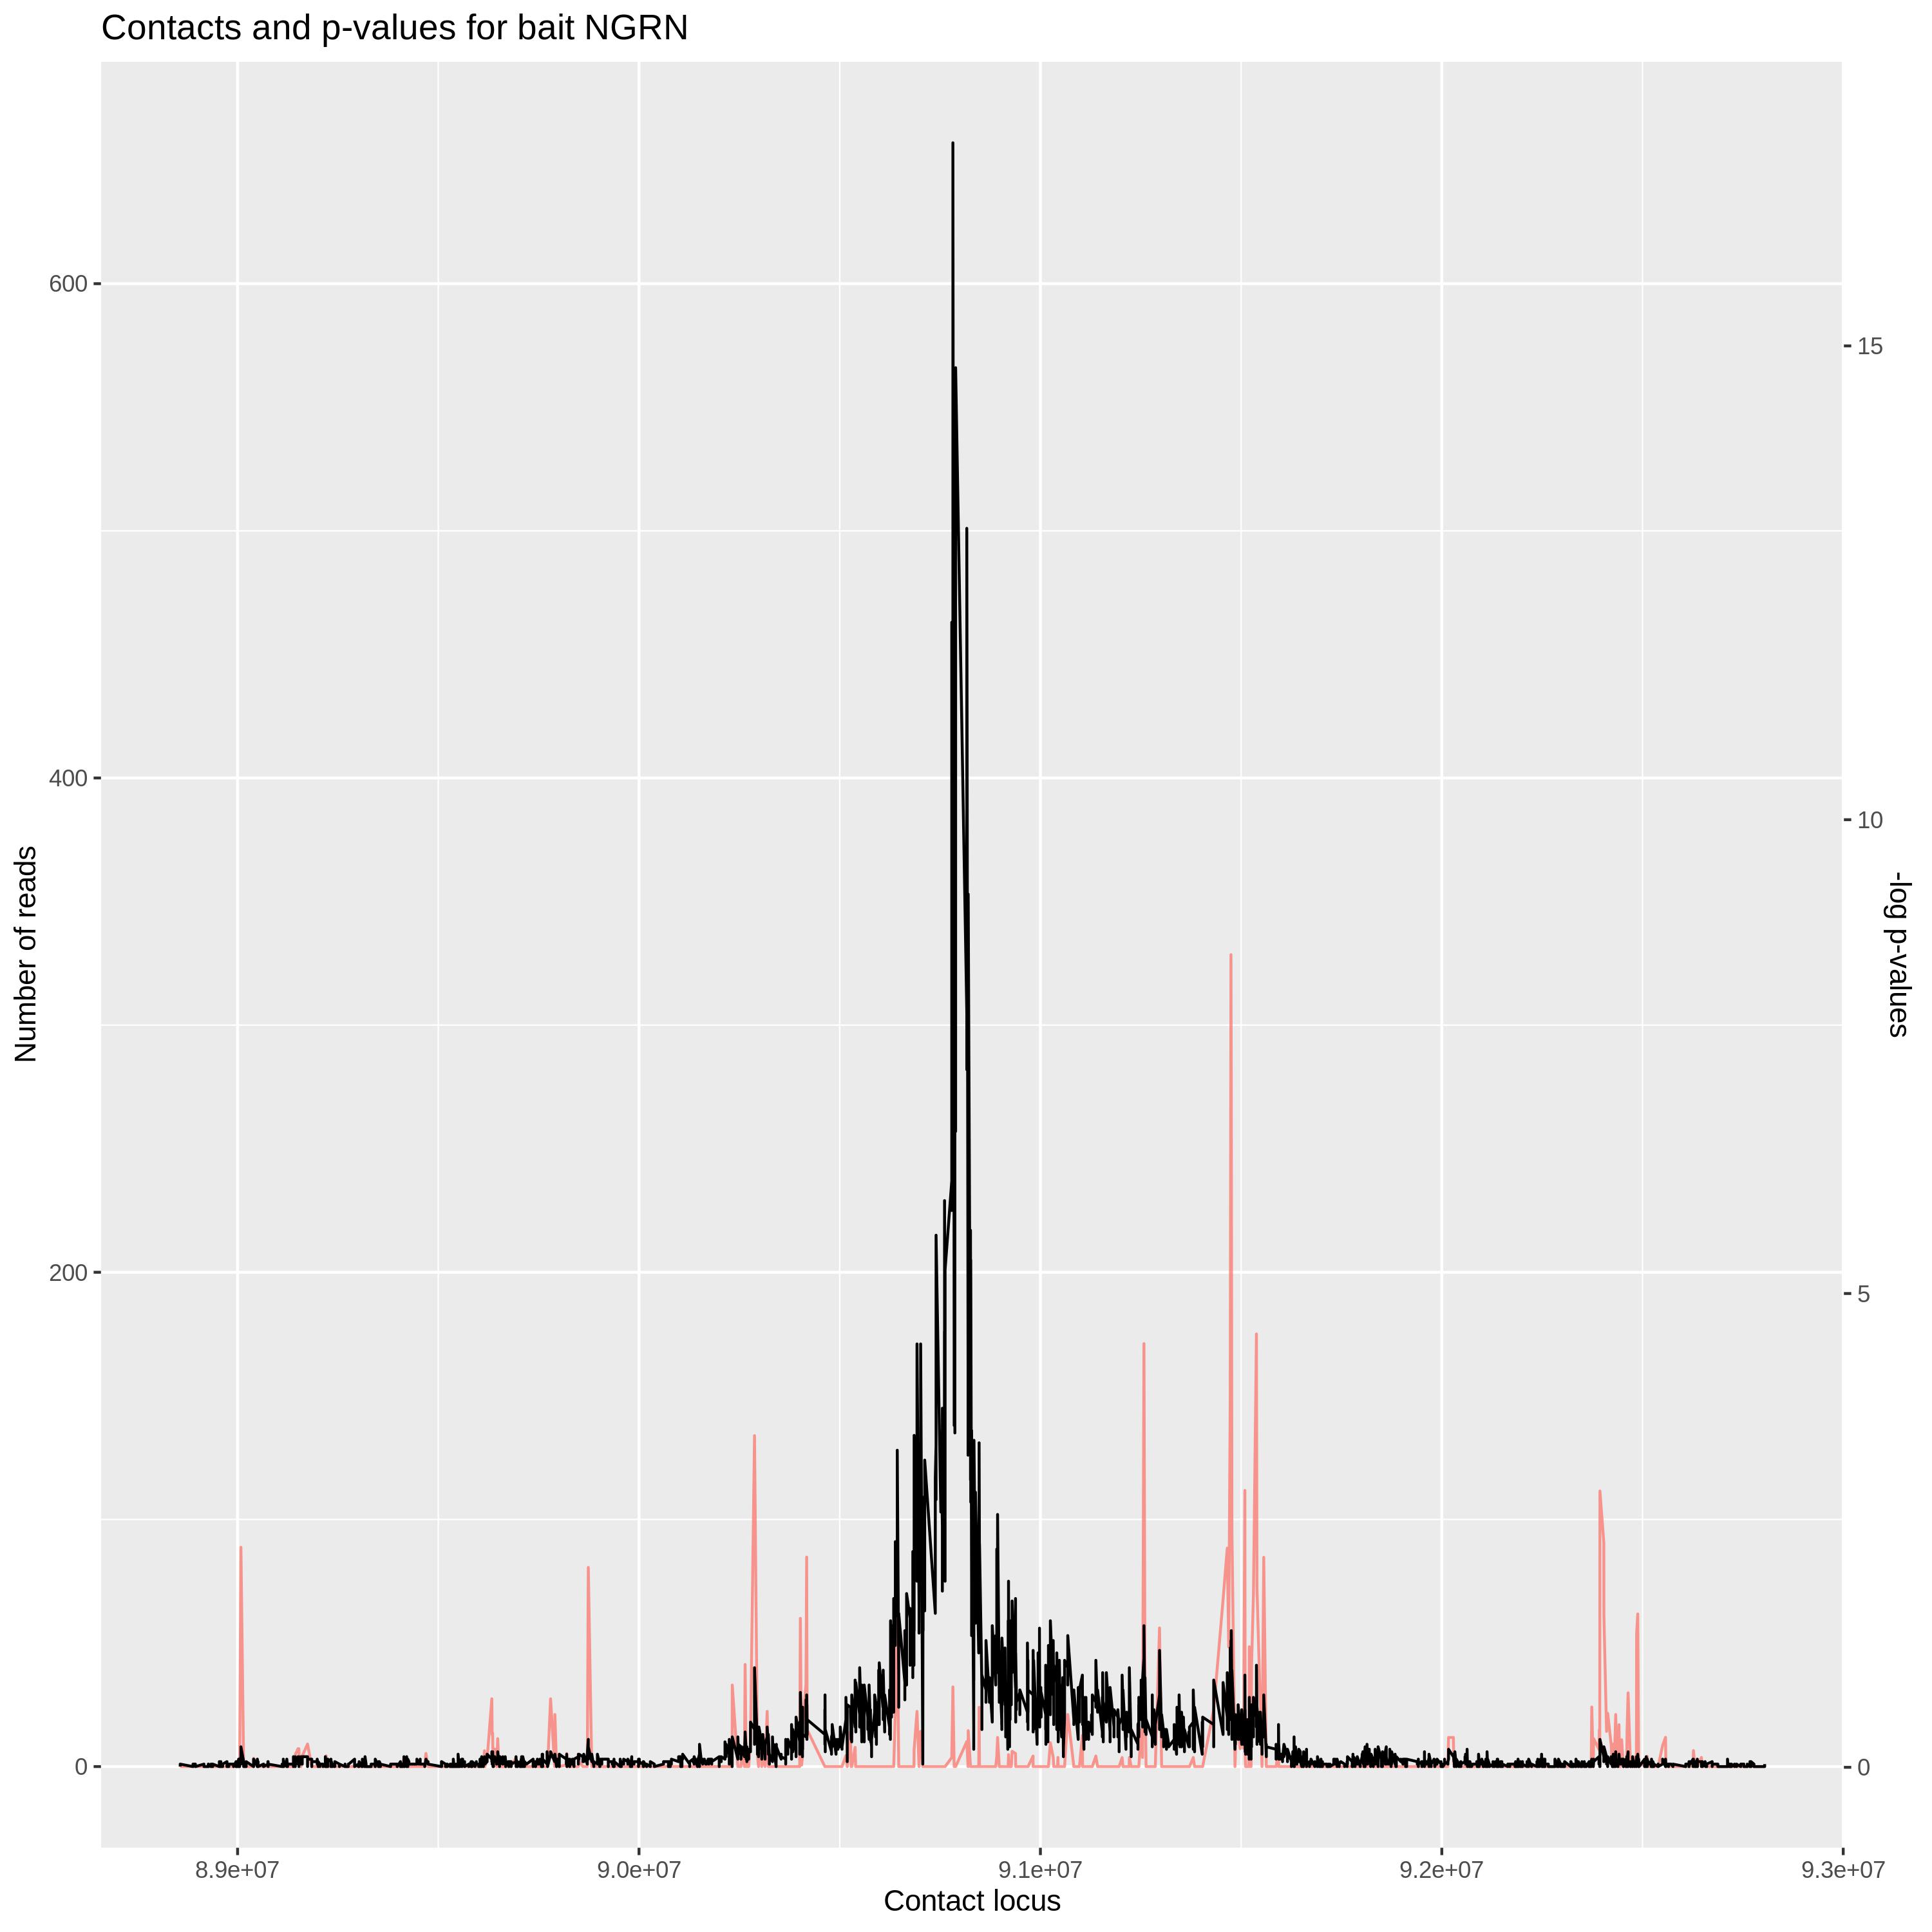 Contacts and p-values for bait NGRN
Number of reads
600
400
200
0
15
10
5
0
-log p-values
8.9e+07
9.0e+07
9.1e+07
9.2e+07
9.3e+07
Contact locus